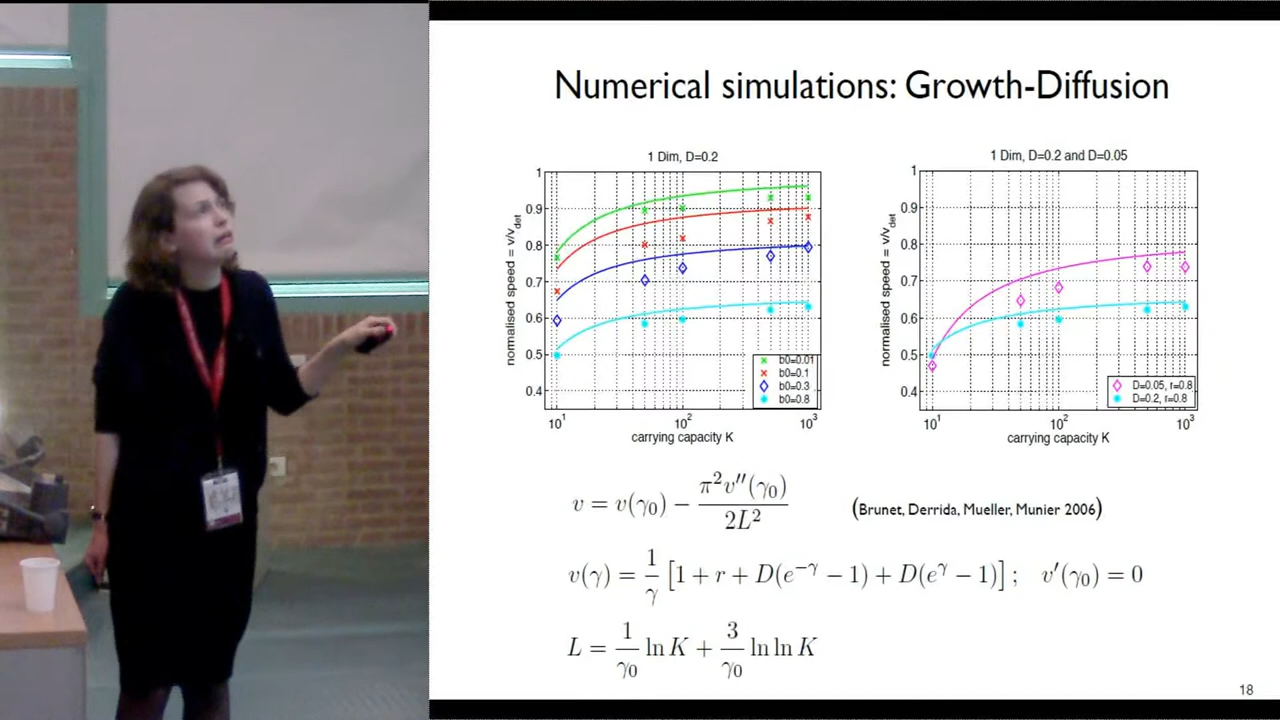 Numerical simulations: Growth-Diffusion
1 Dim, D=0.2
normalised speed = v/v_det
1
0.9
0.8
0.7
0.6
0.5
0.4
b0=0.01
b0=0.1
b0=0.3
b0=0.8
10^1 10^2 10^3
carrying capacity K
1 Dim, D=0.2 and D=0.05
normalised speed = v/v_det
1
0.9
0.8
0.7
0.6
0.5
0.4
D=0.05, r=0.8
D=0.2, r=0.8
10^1 10^2 10^3
carrying capacity K
v = v(γ₀) − π²v″(γ₀) / 2L² (Brunet, Derrida, Mueller, Munier 2006)
v(γ) = 1/γ [1 + r + D(e^{−γ} − 1) + D(e^γ − 1)] ; v′(γ₀) = 0
L = 1/γ₀ ln K + 3/γ₀ ln ln K
18